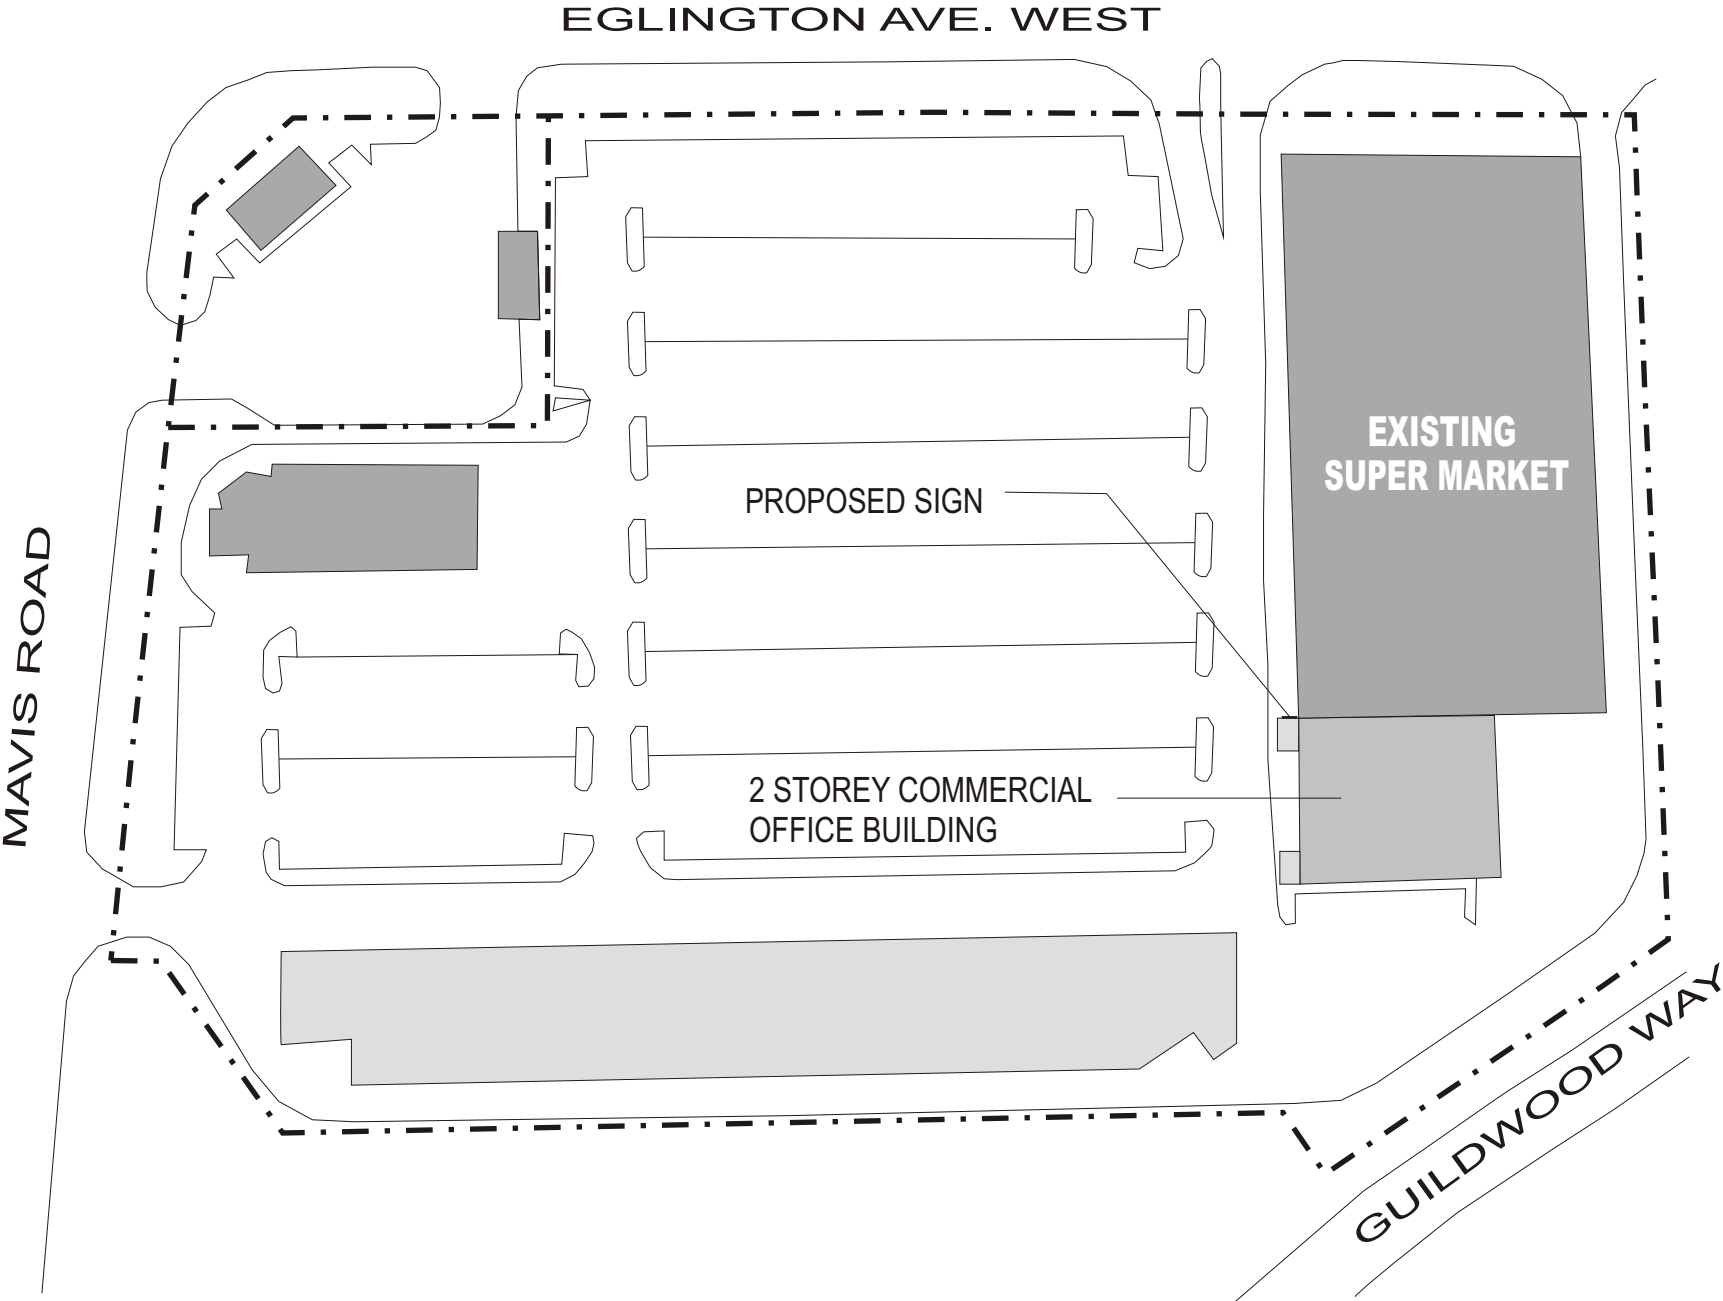 EGLINGTON AVE. WEST
EXISTING
SUPER MARKET
PROPOSED SIGN
MAVIS ROAD
2 STOREY COMMERCIAL
OFFICE BUILDING
GUILDWOOD WAY